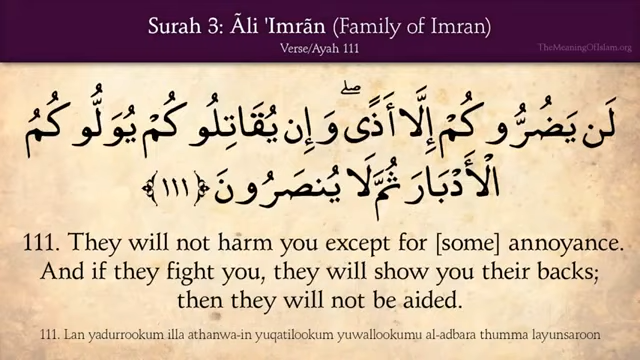 Surah 3: Ãli 'Imrãn (Family of Imran)
Verse/Ayah 111
TheMeaningOfIslam.org
لَن يَضُرُّوكُمْ إِلَّا أَذًى ۖ وَإِن يُقَاتِلُوكُمْ يُوَلُّوكُمُ
الْأَدْبَارَ ثُمَّ لَا يُنصَرُونَ ﴿١١١﴾
111. They will not harm you except for [some] annoyance.
And if they fight you, they will show you their backs;
then they will not be aided.
111. Lan yadurrookum illa athanwa-in yuqatilookum yuwallookumu al-adbara thumma layunsaroon